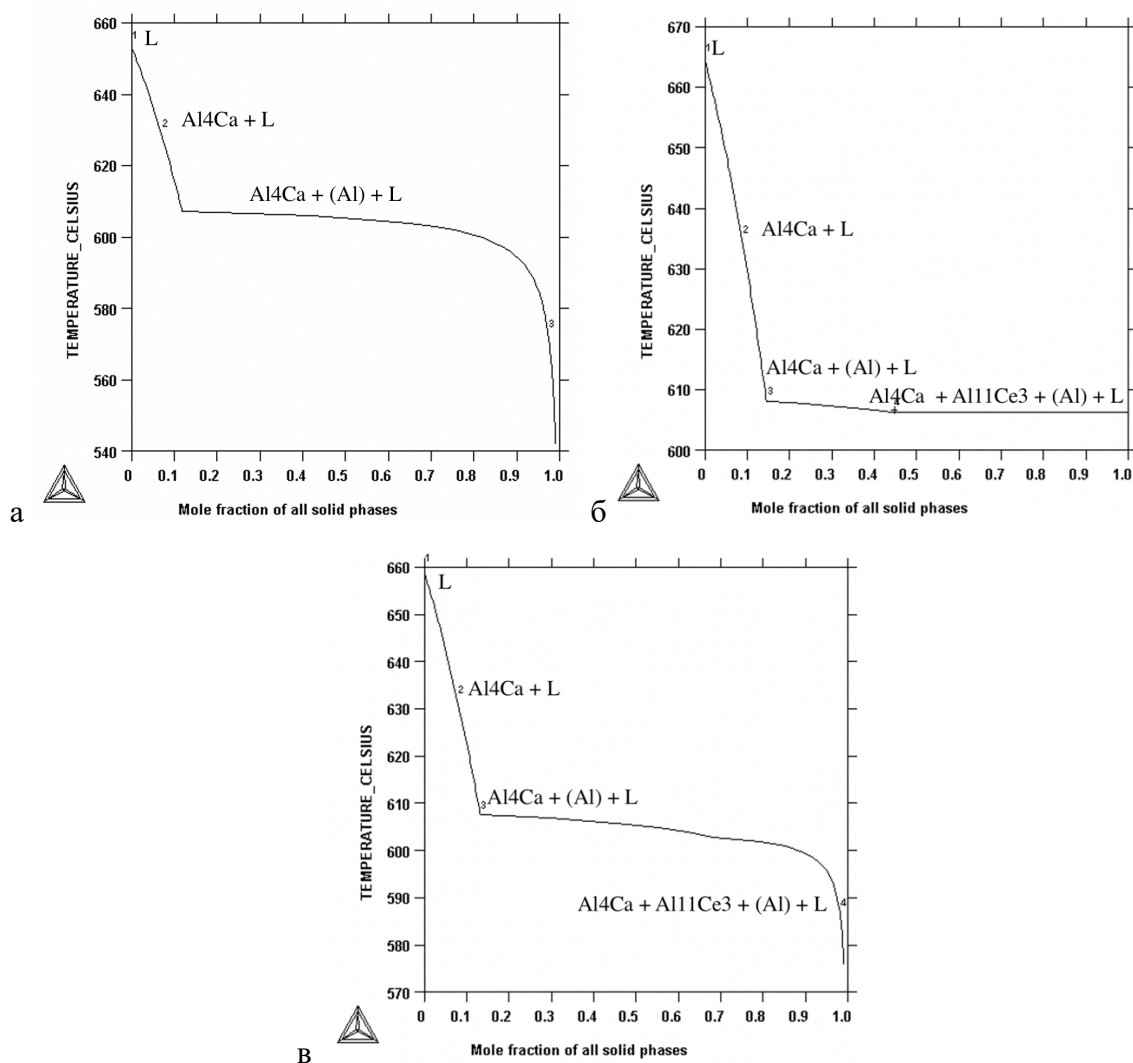 660
1 L
640
2 Al4Ca + L
620
Al4Ca + (Al) + L
600
580
3
560
540
0 0.1 0.2 0.3 0.4 0.5 0.6 0.7 0.8 0.9 1.0
TEMPERATURE_CELSIUS
Mole fraction of all solid phases
а
670
1 L
660
650
640
2 Al4Ca + L
630
620
Al4Ca + (Al) + L
3
610
Al4Ca + Al11Ce3 + (Al) + L
4
600
0 0.1 0.2 0.3 0.4 0.5 0.6 0.7 0.8 0.9 1.0
TEMPERATURE_CELSIUS
Mole fraction of all solid phases
б
1
660
L
650
640
2 Al4Ca + L
630
620
610
3 Al4Ca + (Al) + L
600
590
Al4Ca + Al11Ce3 + (Al) + L 4
580
570
0 0.1 0.2 0.3 0.4 0.5 0.6 0.7 0.8 0.9 1.0
TEMPERATURE_CELSIUS
Mole fraction of all solid phases
в